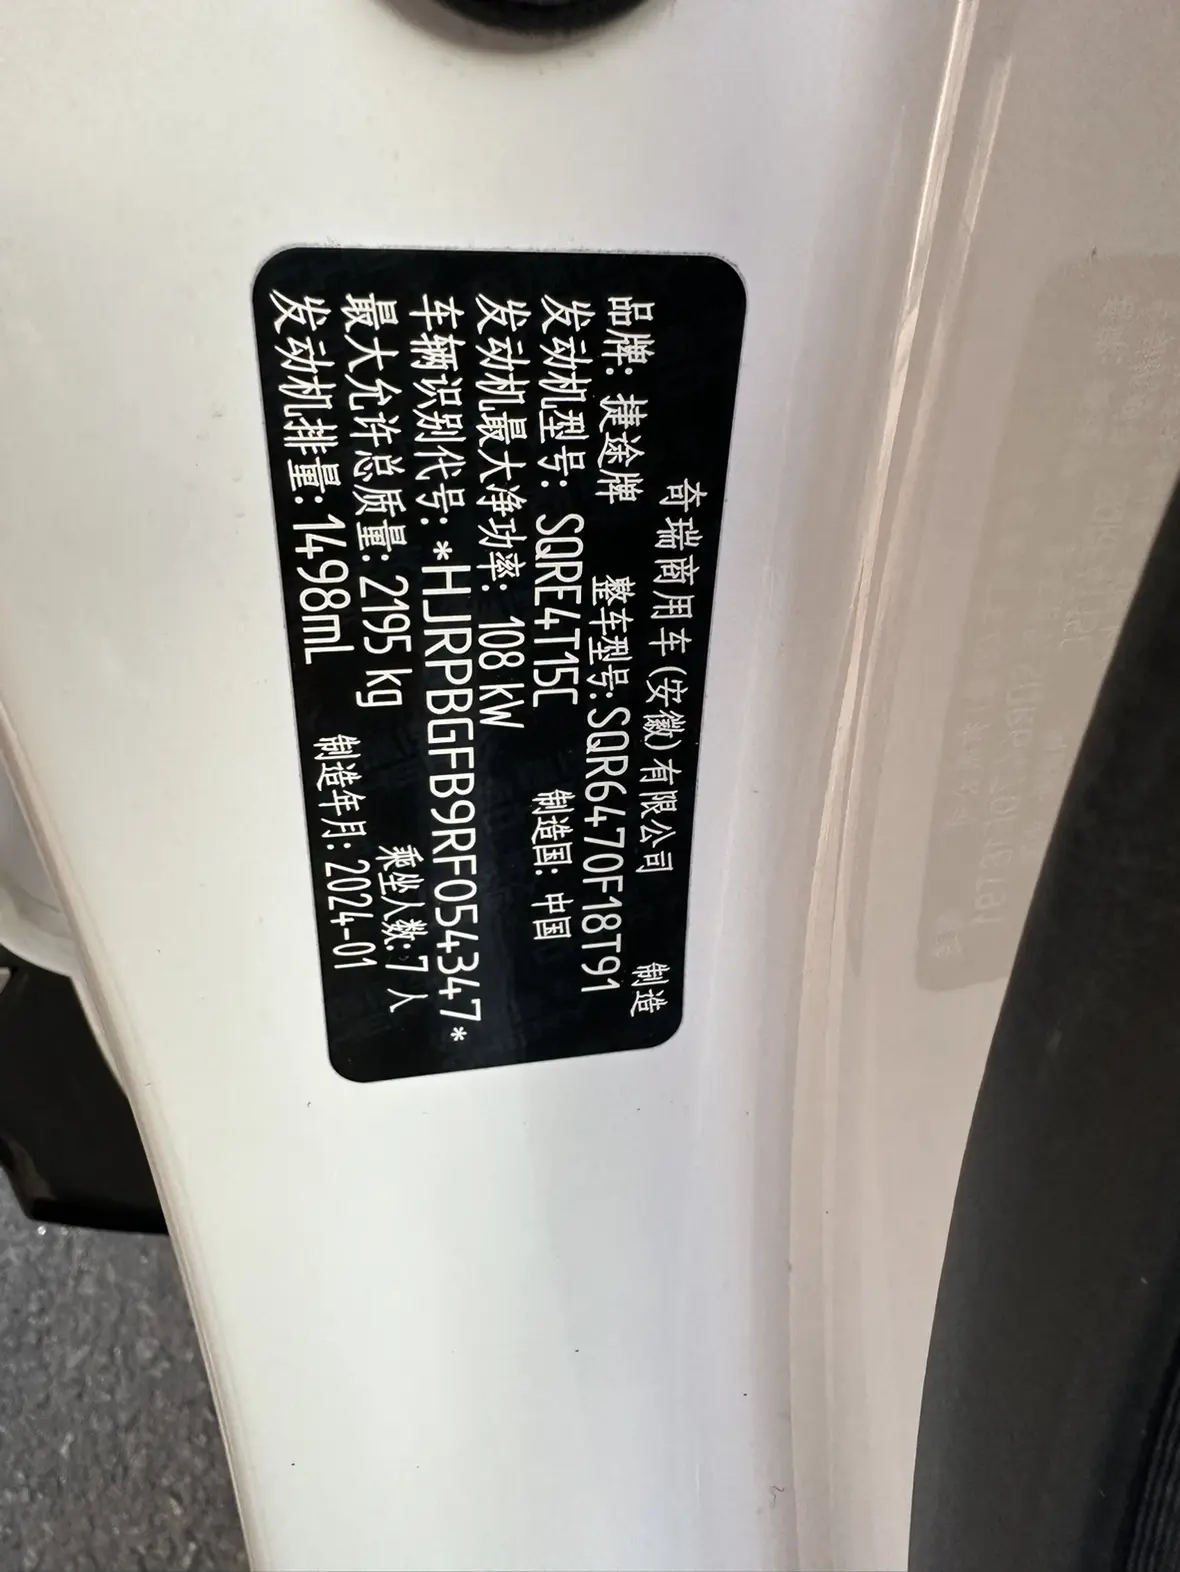 奇瑞商用车(安徽)有限公司 制造
品牌: 捷途牌 整车型号: SQR6470F18T91
发动机型号: SQRE4T15C 制造国: 中国
发动机最大净功率: 108 kW
车辆识别代号: *HJRPBGFB9RF054347*
最大允许总质量: 2195 kg 乘坐人数: 7 人
发动机排量: 1498mL 制造年月: 2024-01